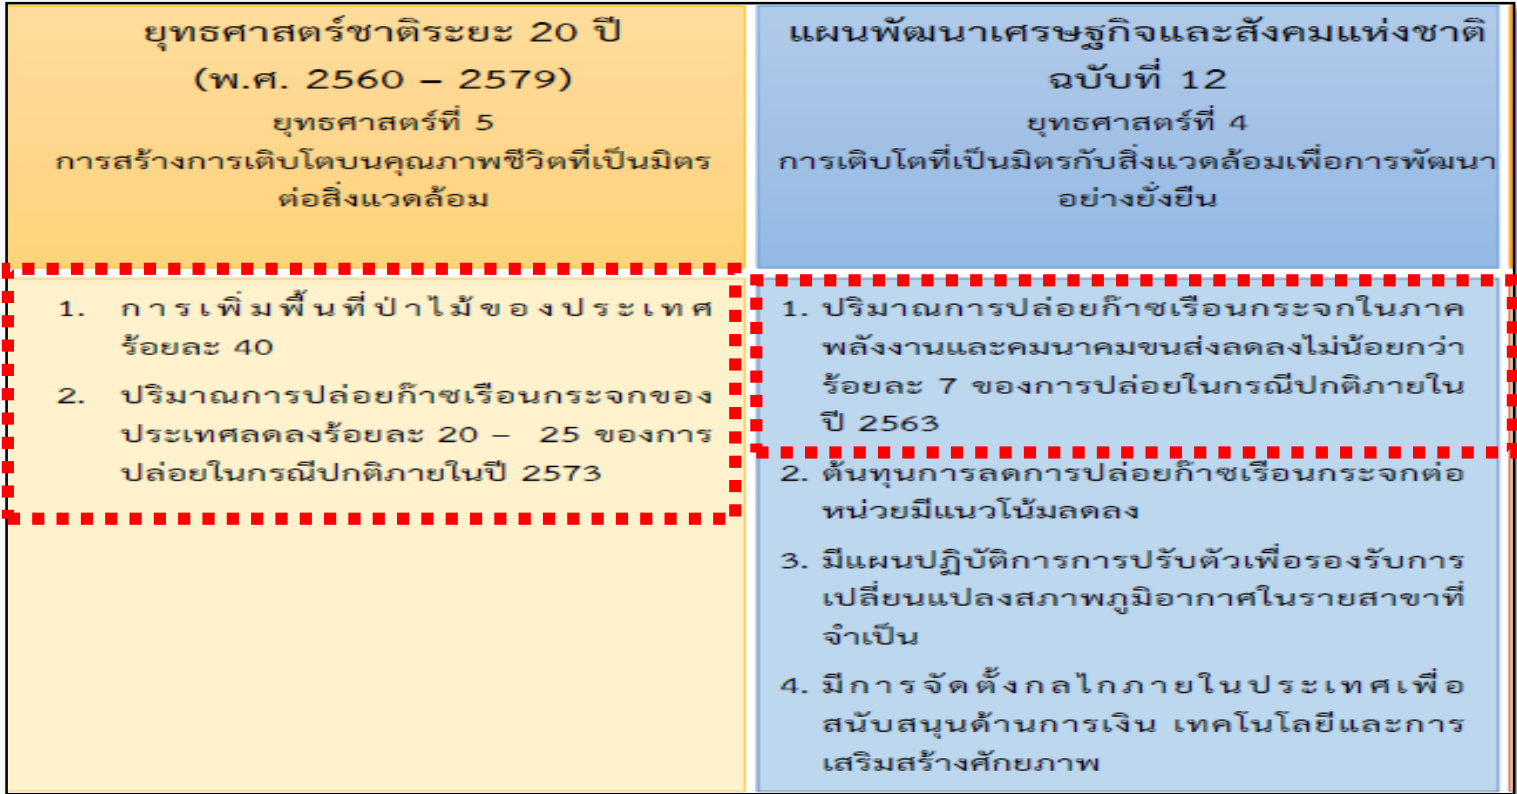 ยุทธศาสตร์ชาติระยะ 20 ปี
(พ.ศ. 2560 – 2579)
ยุทธศาสตร์ที่ 5
การสร้างการเติบโตบนคุณภาพชีวิตที่เป็นมิตร
ต่อสิ่งแวดล้อม
1. การเพิ่มพื้นที่ป่าไม้ของประเทศ
ร้อยละ 40
2. ปริมาณการปล่อยก๊าซเรือนกระจกของ
ประเทศลดลงร้อยละ 20 – 25 ของการ
ปล่อยในกรณีปกติภายในปี 2573
แผนพัฒนาเศรษฐกิจและสังคมแห่งชาติ
ฉบับที่ 12
ยุทธศาสตร์ที่ 4
การเติบโตที่เป็นมิตรกับสิ่งแวดล้อมเพื่อการพัฒนา
อย่างยั่งยืน
1. ปริมาณการปล่อยก๊าซเรือนกระจกในภาค
พลังงานและคมนาคมขนส่งลดลงไม่น้อยกว่า
ร้อยละ 7 ของการปล่อยในกรณีปกติภายใน
ปี 2563
2. ต้นทุนการลดการปล่อยก๊าซเรือนกระจกต่อ
หน่วยมีแนวโน้มลดลง
3. มีแผนปฏิบัติการการปรับตัวเพื่อรองรับการ
เปลี่ยนแปลงสภาพภูมิอากาศในรายสาขาที่
จำเป็น
4. มีการจัดตั้งกลไกภายในประเทศเพื่อ
สนับสนุนด้านการเงิน เทคโนโลยีและการ
เสริมสร้างศักยภาพ